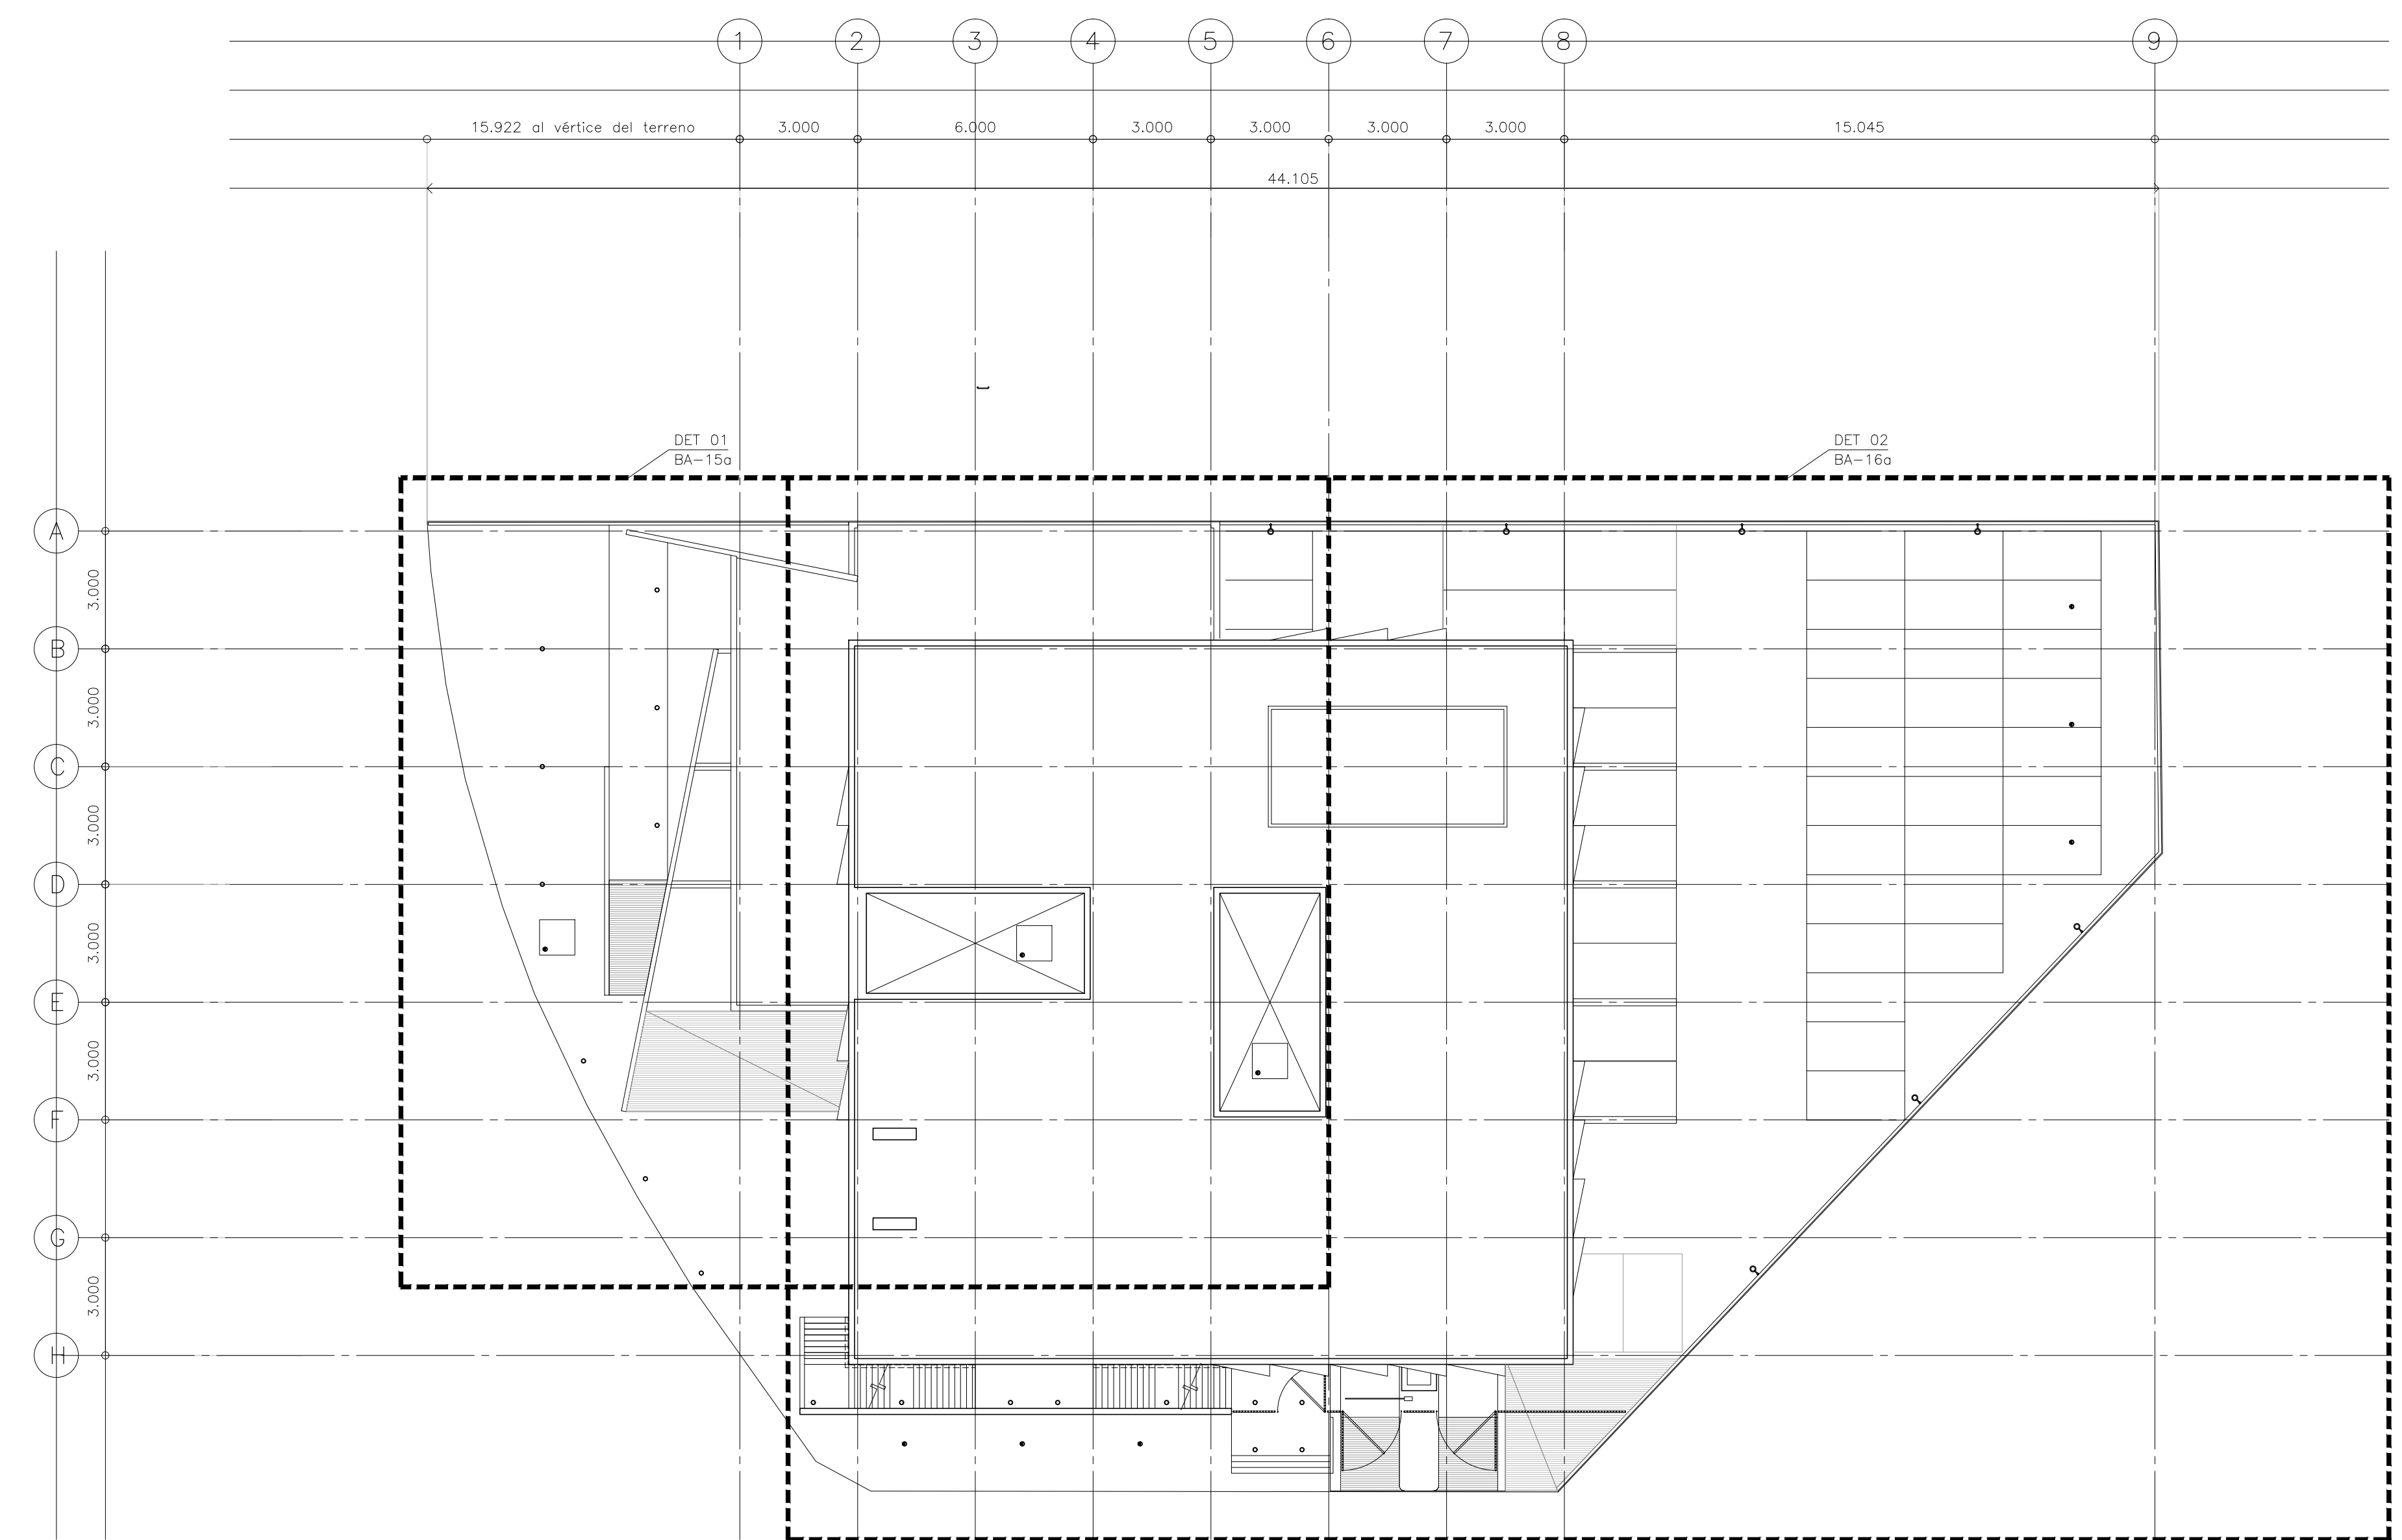 1 2 3 4 5 6 7 8 9
15.922 al vértice del terreno 3.000 6.000 3.000 3.000 3.000 3.000 15.045
44.105
DET 01
BA-15a
DET 02
BA-16a
A
3.000
B
3.000
C
3.000
D
3.000
E
3.000
F
G
3.000
H